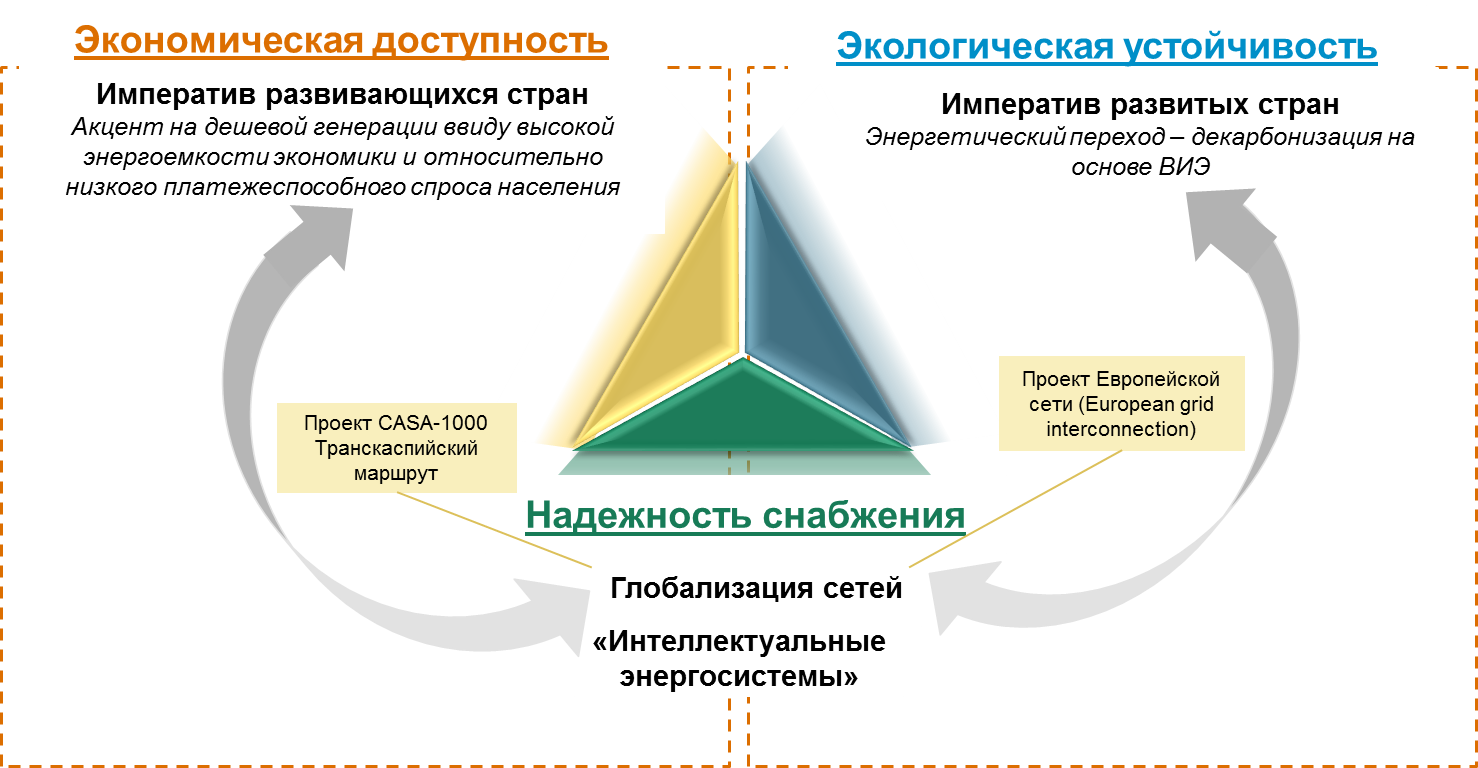 Экономическая доступность
Императив развивающихся стран
Акцент на дешевой генерации ввиду высокой
энергоемкости экономики и относительно
низкого платежеспособного спроса населения
Экологическая устойчивость
Императив развитых стран
Энергетический переход – декарбонизация на
основе ВИЭ
Проект CASA-1000
Транскаспийский
маршрут
Проект Европейской
сети (European grid
interconnection)
Надежность снабжения
Глобализация сетей
«Интеллектуальные
энергосистемы»